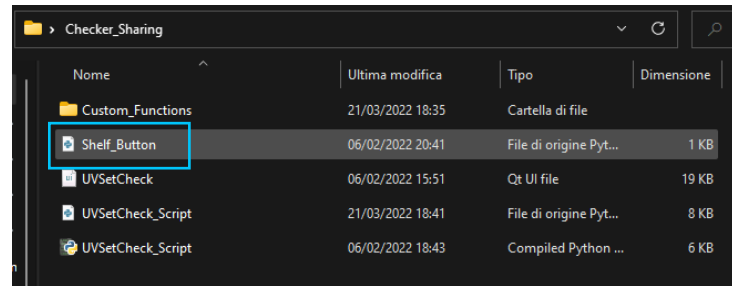 Checker_Sharing
Nome Ultima modifica Tipo Dimensione
Custom_Functions 21/03/2022 18:35 Cartella di file
Shelf_Button 06/02/2022 20:41 File di origine Pyt... 1 KB
UVSetCheck 06/02/2022 15:51 Qt UI file 19 KB
UVSetCheck_Script 21/03/2022 18:41 File di origine Pyt... 8 KB
UVSetCheck_Script 06/02/2022 18:43 Compiled Python ... 6 KB